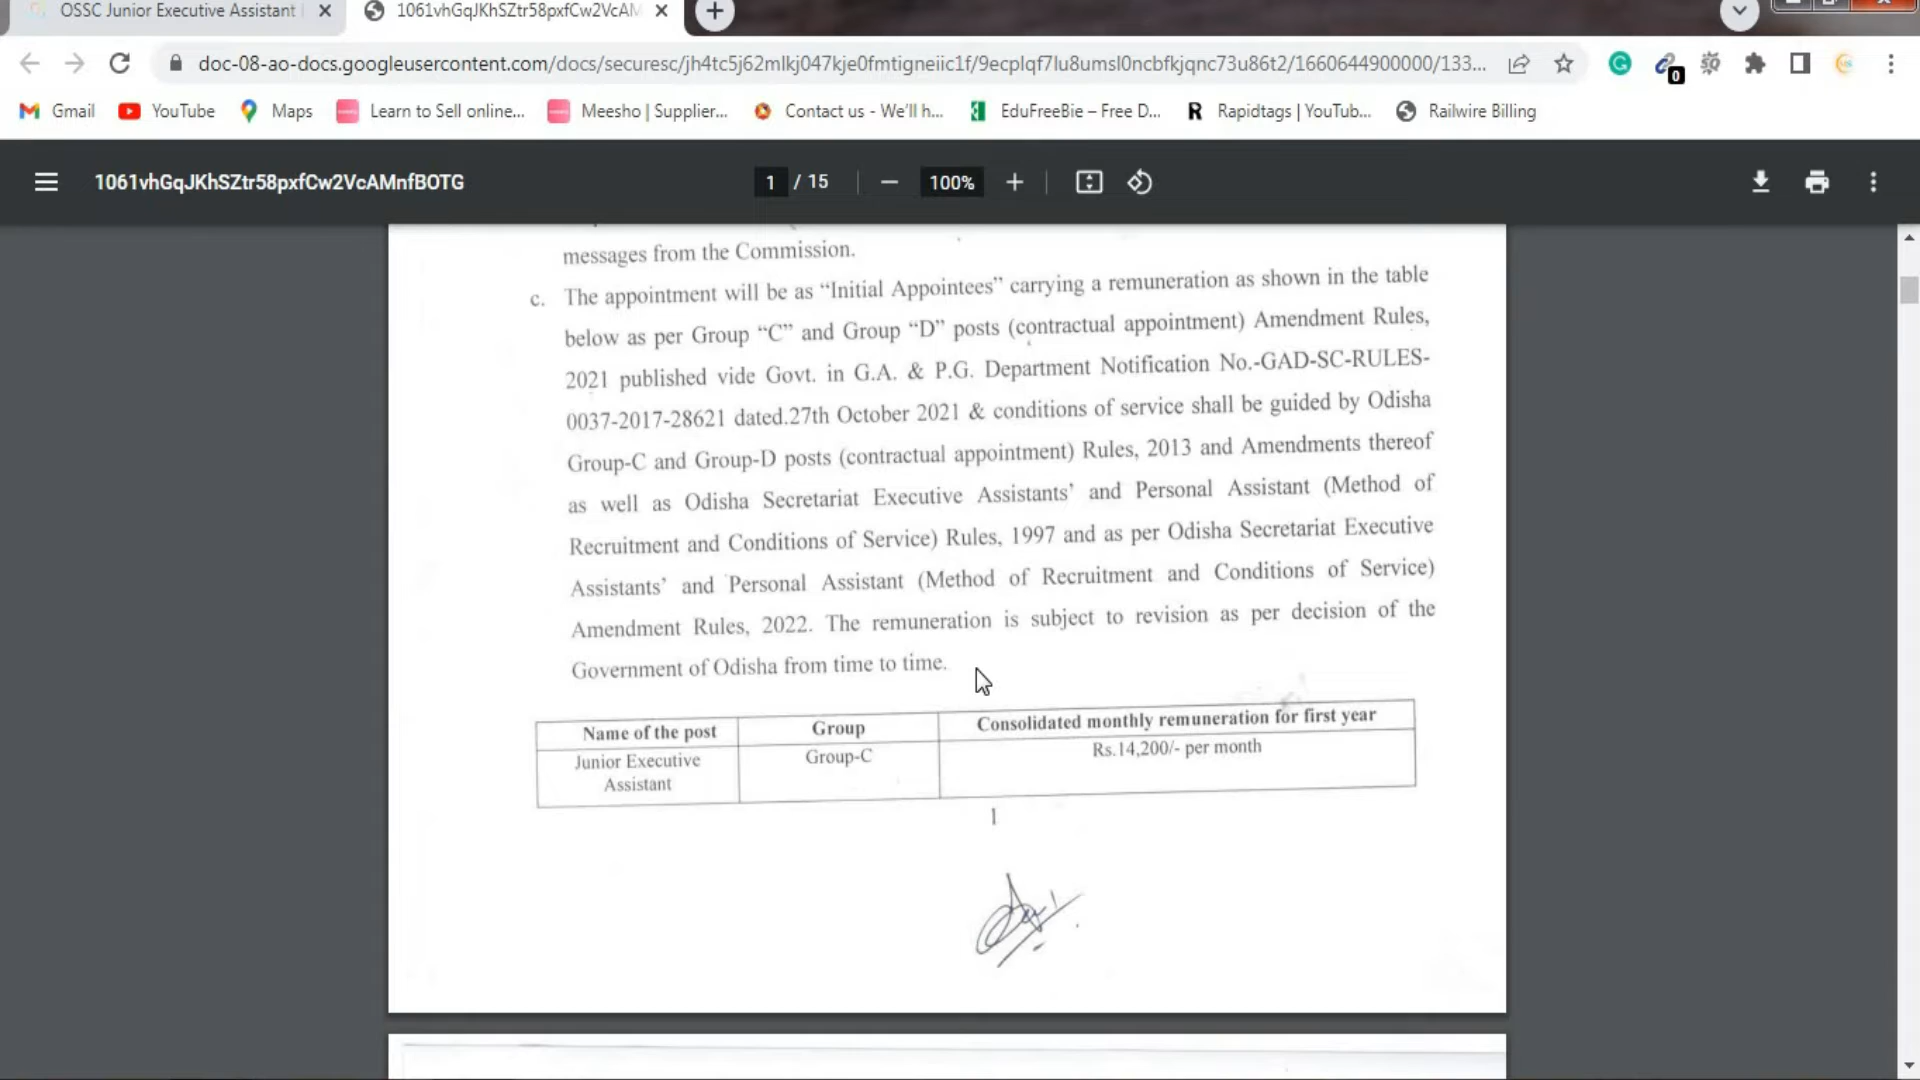 OSSC Junior Executive Assistant
1061vhGqJKhSZtr58pxfCw2VcAM
doc-08-ao-docs.googleusercontent.com/docs/securesc/jh4tc5j62mlkj047kje0fmtigneiic1f/9ecplqf7lu8umsl0ncbfkjqnc73u86t2/1660644900000/133...
0
Gmail
YouTube
Maps
Learn to Sell online...
Meesho | Supplier...
Contact us - We'll h...
EduFreeBie – Free D...
Rapidtags | YouTub...
Railwire Billing
1061vhGqJKhSZtr58pxfCw2VcAMnfBOTG
1 / 15
100%
messages from the Commission.
c. The appointment will be as “Initial Appointees” carrying a remuneration as shown in the table
below as per Group “C” and Group “D” posts (contractual appointment) Amendment Rules,
2021 published vide Govt. in G.A. & P.G. Department Notification No.-GAD-SC-RULES-
0037-2017-28621 dated.27th October 2021 & conditions of service shall be guided by Odisha
Group-C and Group-D posts (contractual appointment) Rules, 2013 and Amendments thereof
as well as Odisha Secretariat Executive Assistants’ and Personal Assistant (Method of
Recruitment and Conditions of Service) Rules, 1997 and as per Odisha Secretariat Executive
Assistants’ and Personal Assistant (Method of Recruitment and Conditions of Service)
Amendment Rules, 2022. The remuneration is subject to revision as per decision of the
Government of Odisha from time to time.
Name of the post Group Consolidated monthly remuneration for first year
Junior Executive Group-C Rs.14,200/- per month
Assistant
1